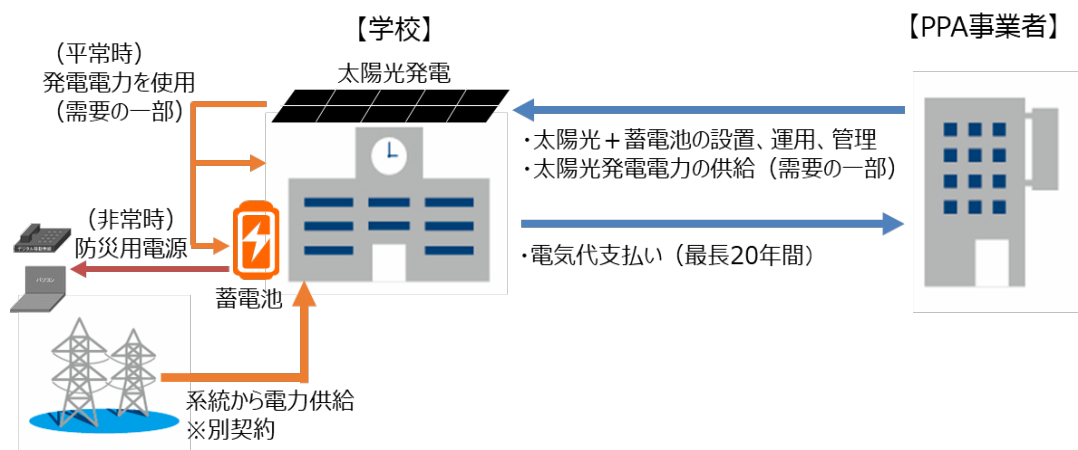 【学校】
【PPA事業者】
（平常時）
発電電力を使用
（需要の一部）
太陽光発電
・太陽光＋蓄電池の設置、運用、管理
・太陽光発電電力の供給（需要の一部）
（非常時）
防災用電源
・電気代支払い（最長20年間）
パソコン
蓄電池
系統から電力供給
※別契約